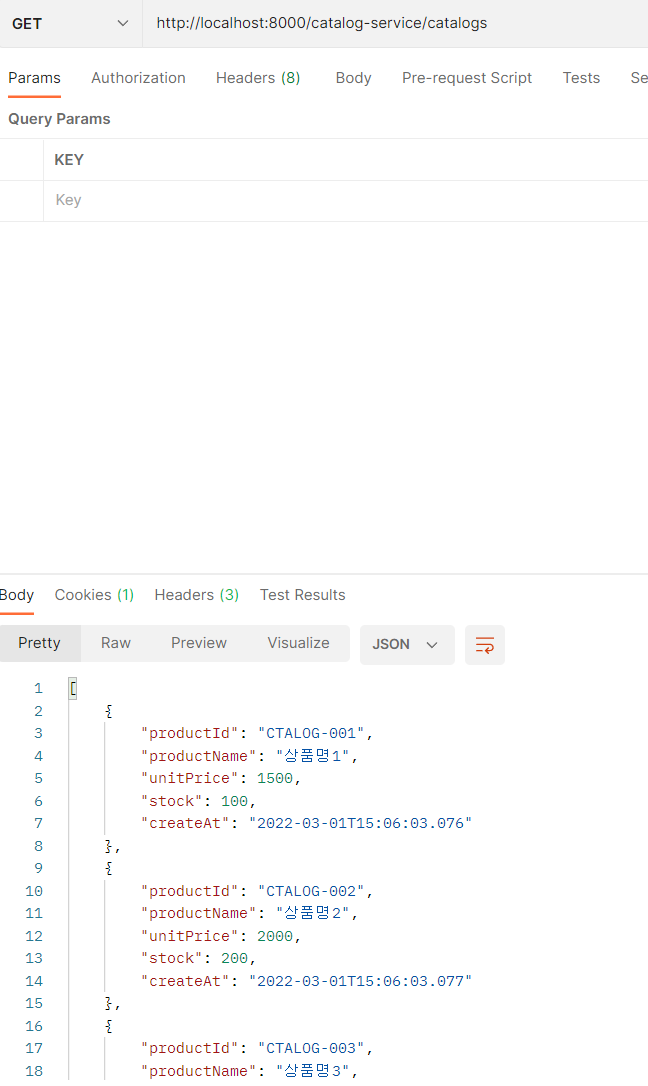 GET http://localhost:8000/catalog-service/catalogs
Params Authorization Headers (8) Body Pre-request Script Tests Se
Query Params
KEY
Key
Body Cookies (1) Headers (3) Test Results
Pretty Raw Preview Visualize JSON
1 [
2 {
3 "productId": "CTALOG-001",
4 "productName": "상품명1",
5 "unitPrice": 1500,
6 "stock": 100,
7 "createAt": "2022-03-01T15:06:03.076"
8 },
9 {
10 "productId": "CTALOG-002",
11 "productName": "상품명2",
12 "unitPrice": 2000,
13 "stock": 200,
14 "createAt": "2022-03-01T15:06:03.077"
15 },
16 {
17 "productId": "CTALOG-003",
18 "productName": "상품명3",